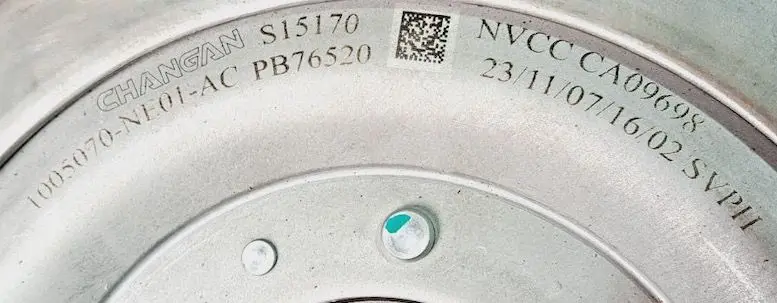 CHANGAN S15170
1005070-NE01-AC PB76520
NVCC CA09698
23/11/07/16/02 SVPH